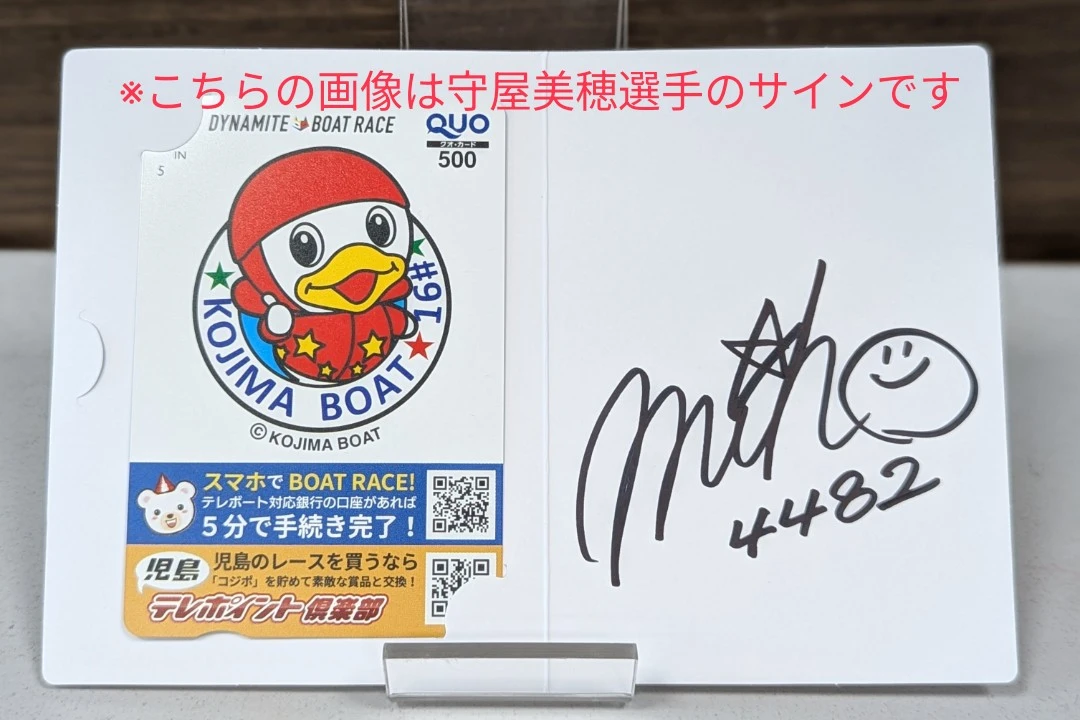 ※こちらの画像は守屋美穂選手のサインです
DYNAMITE BOAT RACE
QUO
クオ・カード
500
IN
5
KOJIMA BOAT 16#
©KOJIMA BOAT
スマホで BOAT RACE!
テレボート対応銀行の口座があれば
5分で手続き完了！
児島
児島のレースを買うなら
「コジポ」を貯めて素敵な賞品と交換！
テレポイント倶楽部
miho
4482